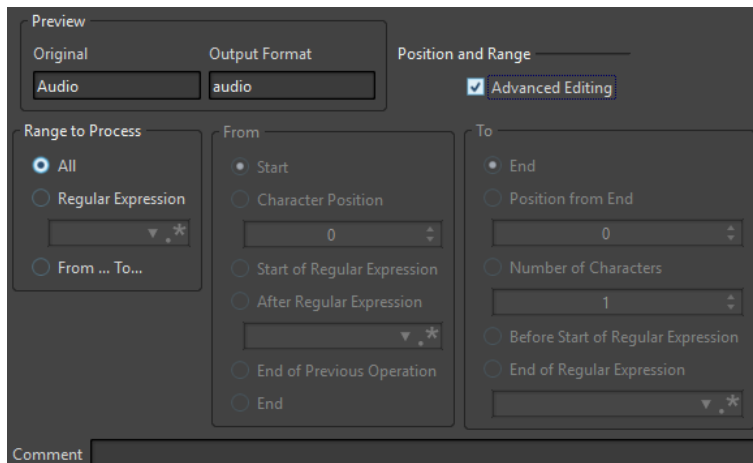 Preview
Original
Output Format
Audio
audio
Position and Range
Advanced Editing
Range to Process
All
Regular Expression
.*
From ... To...
From
Start
Character Position
0
Start of Regular Expression
After Regular Expression
.*
End of Previous Operation
End
To
End
Position from End
0
Number of Characters
1
Before Start of Regular Expression
End of Regular Expression
.*
Comment